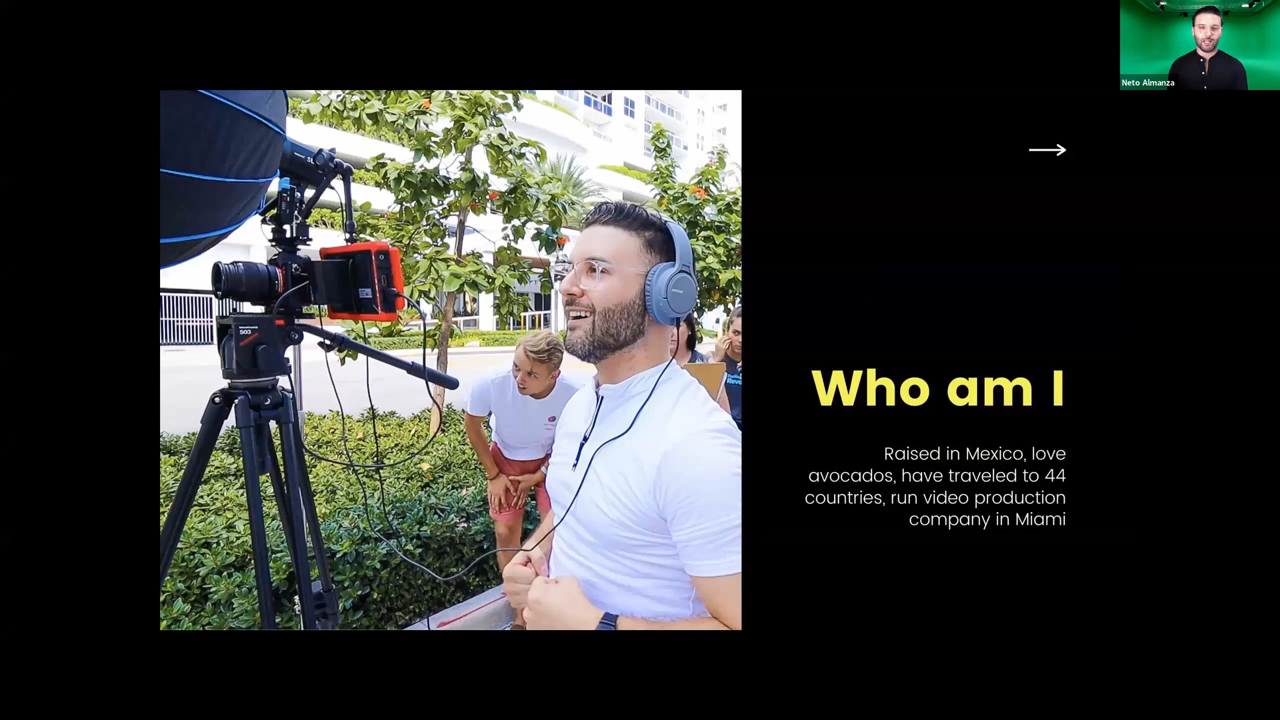 Neto Almanza
503
Who am I
Raised in Mexico, love
avocados, have traveled to 44
countries, run video production
company in Miami